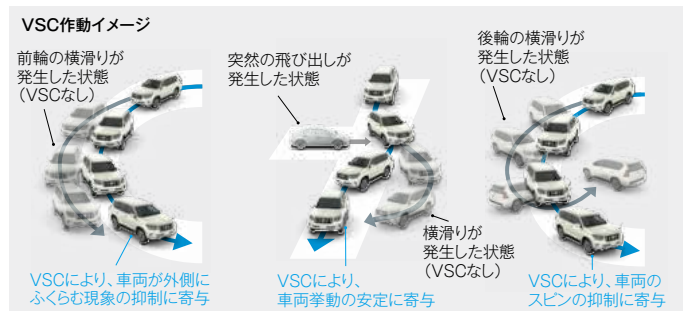 VSC作動イメージ
前輪の横滑りが
発生した状態
（VSCなし）
VSCにより、車両が外側に
ふくらむ現象の抑制に寄与
突然の飛び出しが
発生した状態
横滑りが
発生した状態
（VSCなし）
VSCにより、
車両挙動の安定に寄与
後輪の横滑りが
発生した状態
（VSCなし）
VSCにより、車両の
スピンの抑制に寄与